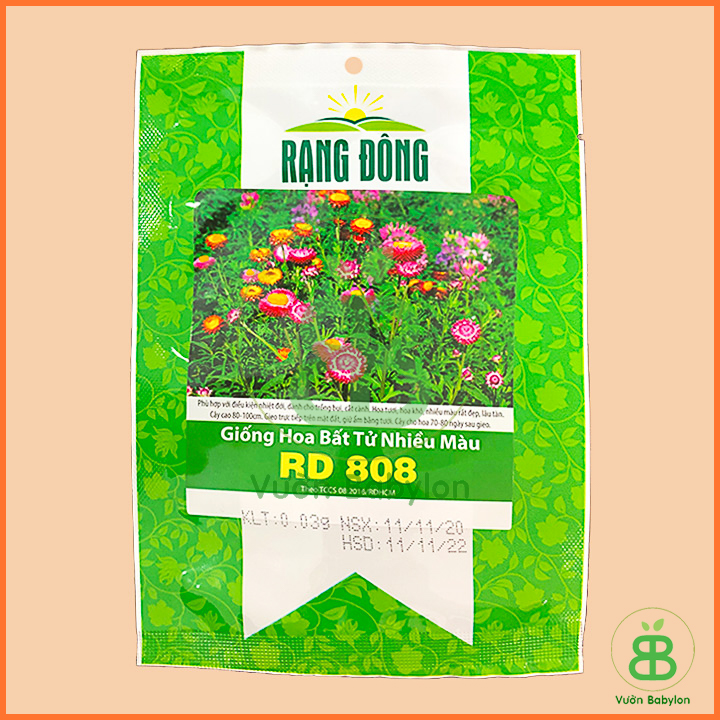 RẠNG ĐÔNG
Phù hợp với điều kiện nhiệt đới, dành cho trồng bụi, cắt cành. Hoa tươi, hoa khô, nhiều màu rất đẹp, lâu tàn.
Cây cao 80-100cm. Gieo trực tiếp trên mặt đất, giữ ẩm bằng tưới. Cây cho hoa 70-80 ngày sau gieo.
Giống Hoa Bất Tử Nhiều Màu
RD 808
Vườn Babylon
Theo TCCS 08:2016/RDHCM
KLT:0.03g NSX:11/11/20
HSD:11/11/22
Vườn Babylon